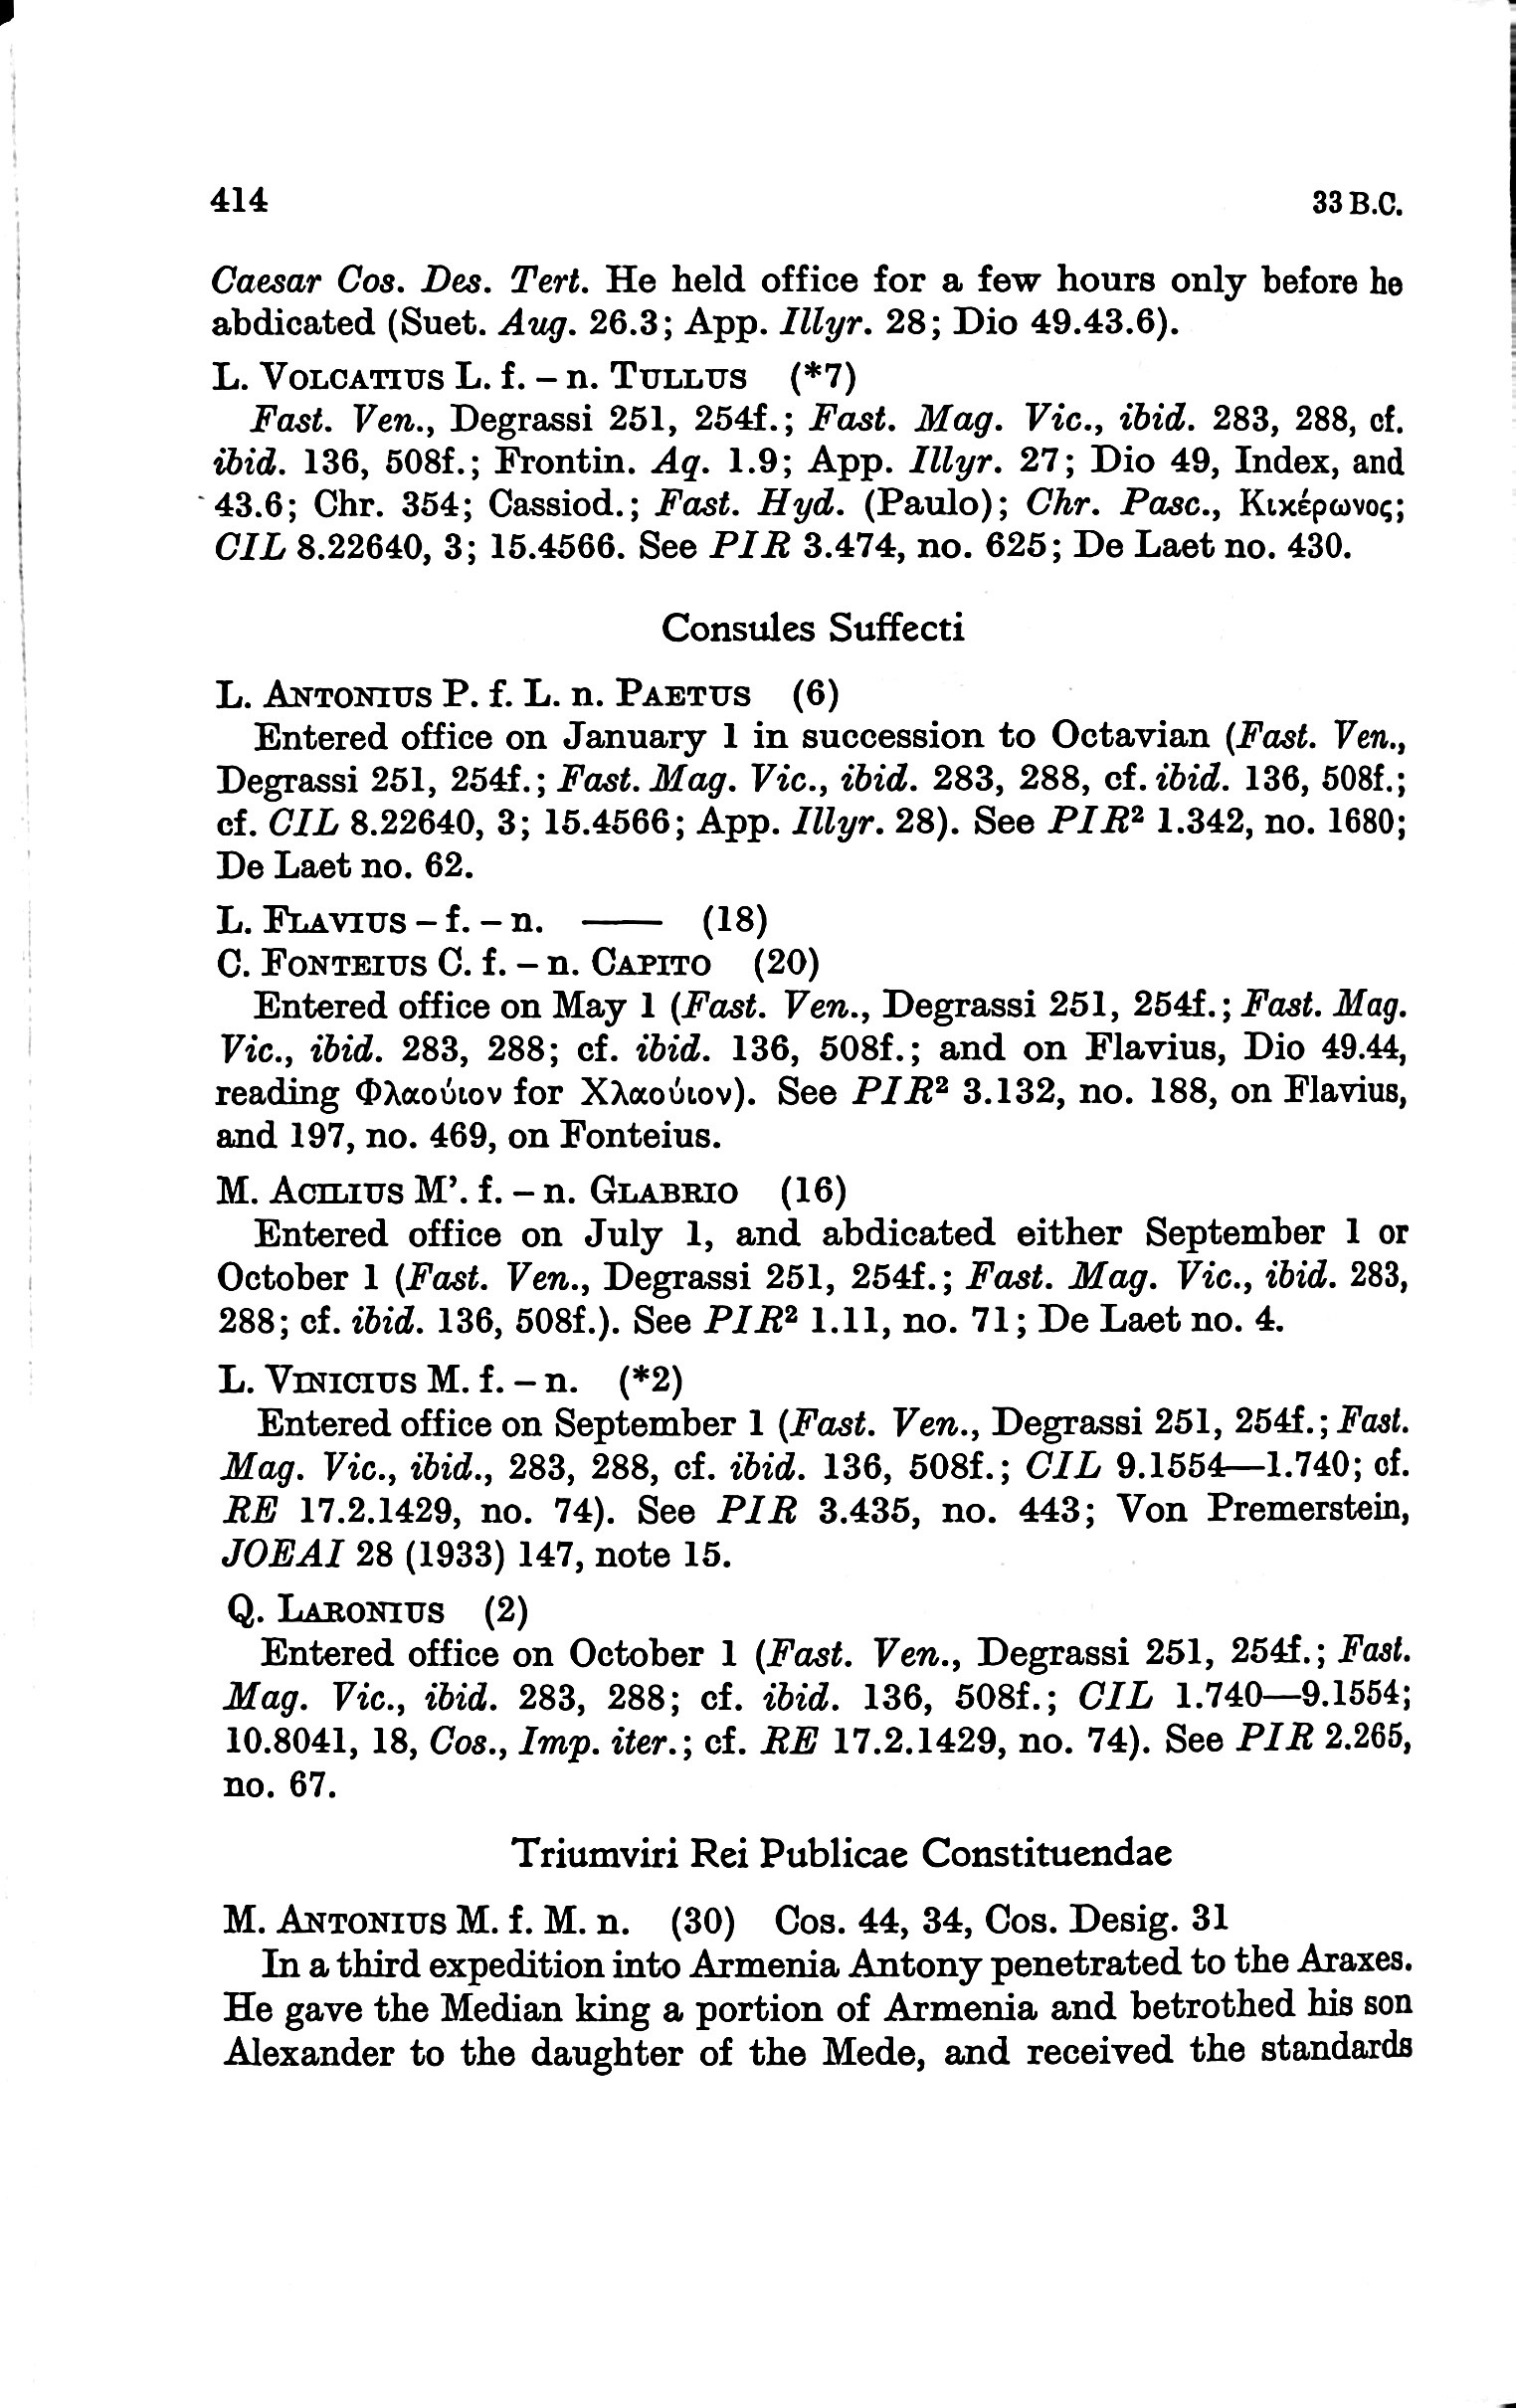 414 33 B.C.
Caesar Cos. Des. Tert. He held office for a few hours only before he
abdicated (Suet. Aug. 26.3; App. Illyr. 28; Dio 49.43.6).
L. VOLCATIUS L. f. – n. TULLUS (*7)
Fast. Ven., Degrassi 251, 254f.; Fast. Mag. Vic., ibid. 283, 288, cf.
ibid. 136, 508f.; Frontin. Aq. 1.9; App. Illyr. 27; Dio 49, Index, and
43.6; Chr. 354; Cassiod.; Fast. Hyd. (Paulo); Chr. Pasc., Κικέρωνος;
CIL 8.22640, 3; 15.4566. See PIR 3.474, no. 625; De Laet no. 430.
Consules Suffecti
L. ANTONIUS P. f. L. n. PAETUS (6)
Entered office on January 1 in succession to Octavian (Fast. Ven.,
Degrassi 251, 254f.; Fast. Mag. Vic., ibid. 283, 288, cf. ibid. 136, 508f.;
cf. CIL 8.22640, 3; 15.4566; App. Illyr. 28). See PIR² 1.342, no. 1680;
De Laet no. 62.
L. FLAVIUS – f. – n. —— (18)
C. FONTEIUS C. f. – n. CAPITO (20)
Entered office on May 1 (Fast. Ven., Degrassi 251, 254f.; Fast. Mag.
Vic., ibid. 283, 288; cf. ibid. 136, 508f.; and on Flavius, Dio 49.44,
reading Φλαούιον for Χλαούιον). See PIR² 3.132, no. 188, on Flavius,
and 197, no. 469, on Fonteius.
M. ACILIUS M’. f. – n. GLABRIO (16)
Entered office on July 1, and abdicated either September 1 or
October 1 (Fast. Ven., Degrassi 251, 254f.; Fast. Mag. Vic., ibid. 283,
288; cf. ibid. 136, 508f.). See PIR² 1.11, no. 71; De Laet no. 4.
L. VINICIUS M. f. – n. (*2)
Entered office on September 1 (Fast. Ven., Degrassi 251, 254f.; Fast.
Mag. Vic., ibid., 283, 288, cf. ibid. 136, 508f.; CIL 9.1554—1.740; cf.
RE 17.2.1429, no. 74). See PIR 3.435, no. 443; Von Premerstein,
JOEAI 28 (1933) 147, note 15.
Q. LARONIUS (2)
Entered office on October 1 (Fast. Ven., Degrassi 251, 254f.; Fast.
Mag. Vic., ibid. 283, 288; cf. ibid. 136, 508f.; CIL 1.740—9.1554;
10.8041, 18, Cos., Imp. iter.; cf. RE 17.2.1429, no. 74). See PIR 2.265,
no. 67.
Triumviri Rei Publicae Constituendae
M. ANTONIUS M. f. M. n. (30) Cos. 44, 34, Cos. Desig. 31
In a third expedition into Armenia Antony penetrated to the Araxes.
He gave the Median king a portion of Armenia and betrothed his son
Alexander to the daughter of the Mede, and received the standards